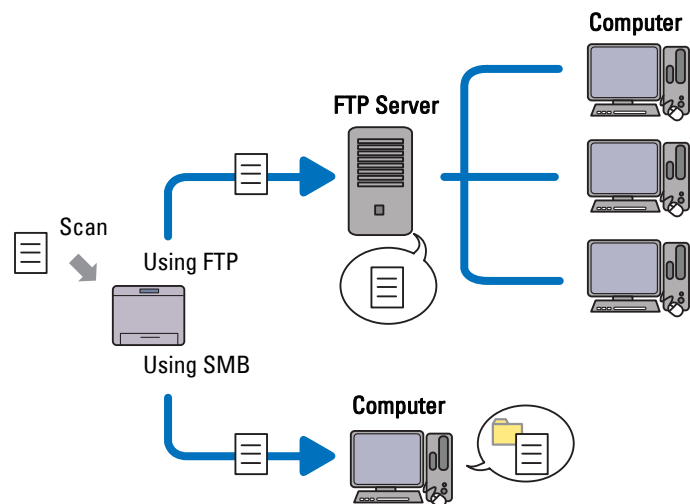 Computer
FTP Server
Scan
Using FTP
Using SMB
Computer